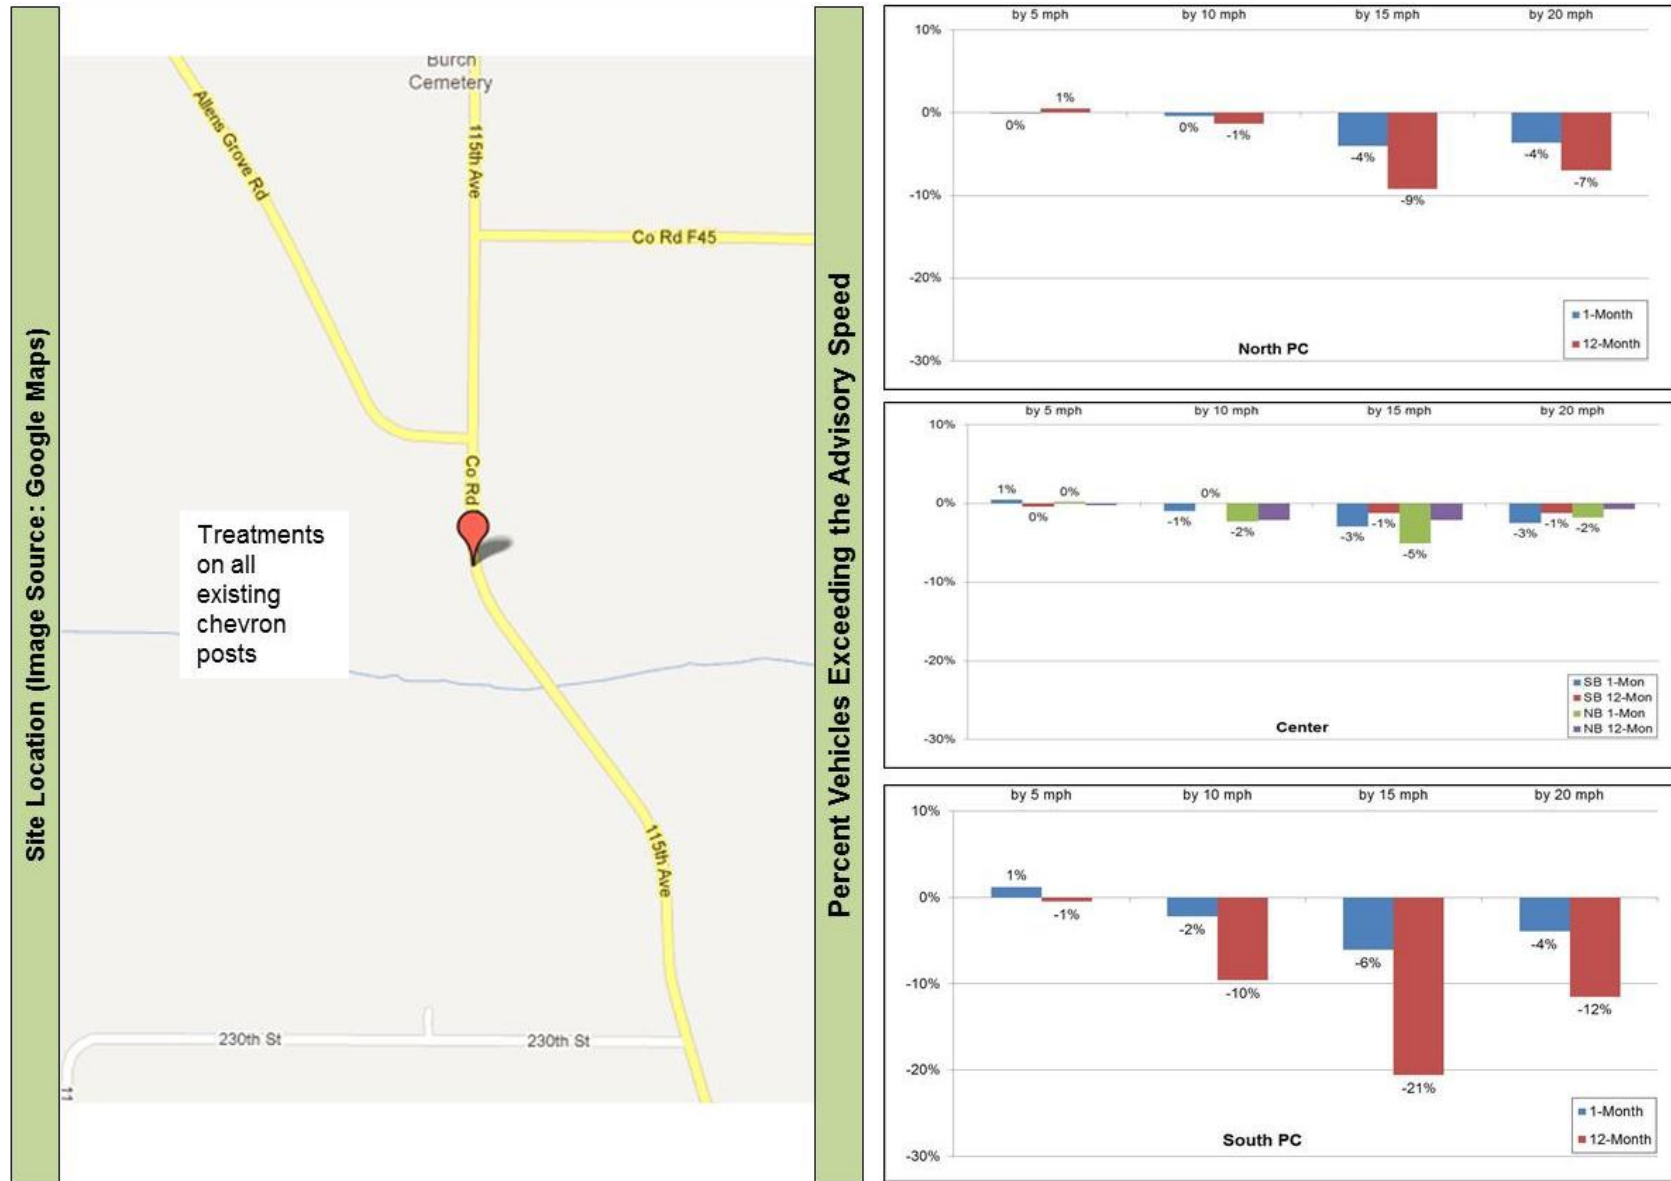 Site Location (Image Source: Google Maps)
Burch
Cemetery
Allens Grove Rd
115th Ave
Co Rd F45
Co Rd
Treatments
on all
existing
chevron
posts
115th Ave
230th St
230th St
11
Percent Vehicles Exceeding the Advisory Speed
by 5 mph by 10 mph by 15 mph by 20 mph
10%
1%
0%
0% 0% -1%
-4% -4%
-7%
-9%
-10%
-20%
1-Month
12-Month
North PC
-30%
by 5 mph by 10 mph by 15 mph by 20 mph
10%
1% 0% 0%
0%
0% -1% -2% -3% -1% -5% -3% -1% -2%
-10%
-20%
SB 1-Mon
SB 12-Mon
NB 1-Mon
NB 12-Mon
Center
-30%
by 5 mph by 10 mph by 15 mph by 20 mph
10%
1%
0%
-1% -2%
-6% -4%
-10%
-10%
-12%
-20%
-21%
1-Month
12-Month
South PC
-30%